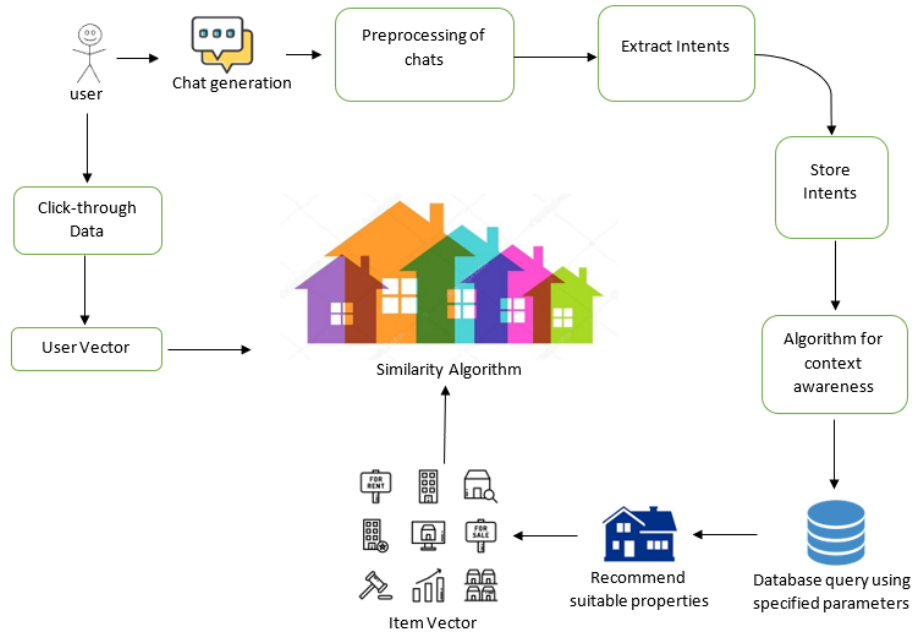 Preprocessing of
chats
Extract Intents
user
Chat generation
Store
Intents
Click-through
Data
User Vector
Similarity Algorithm
Algorithm for
context
awareness
FOR
RENT
FOR
SALE
Item Vector
Recommend
suitable properties
Database query using
specified parameters